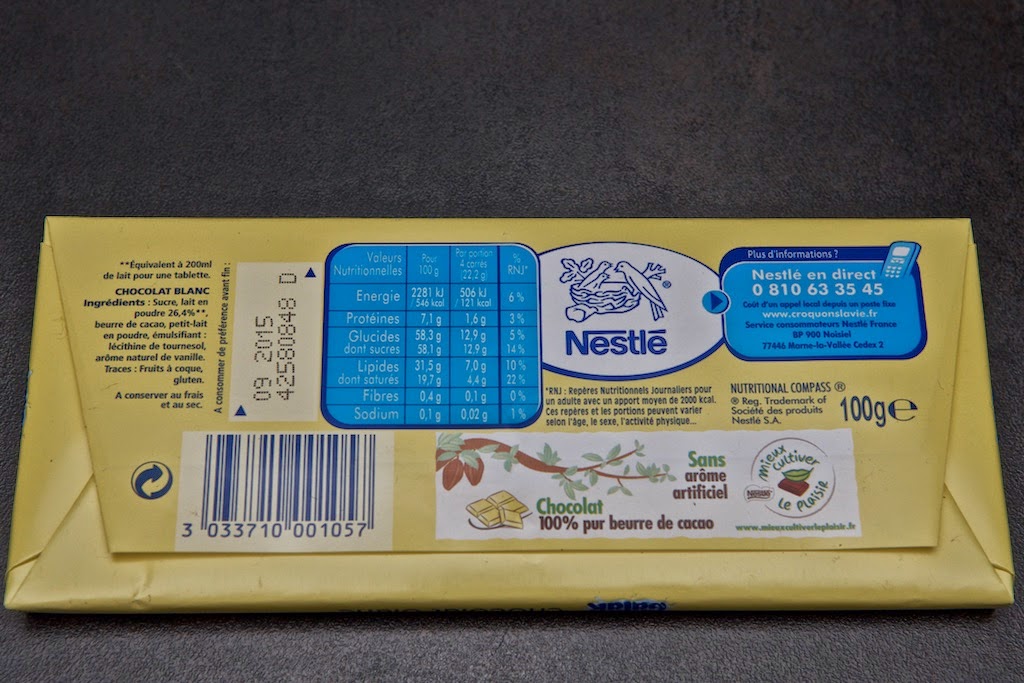 **Équivalent à 200ml
de lait pour une tablette.
CHOCOLAT BLANC
Ingrédients : Sucre, lait en
poudre 26,4%**,
beurre de cacao, petit-lait
en poudre, émulsifiant :
lécithine de tournesol,
arôme naturel de vanille.
Traces : Fruits à coque,
gluten.
A conserver au frais
et au sec.
A consommer de préférence avant fin :
09 2015
42580848 D
Valeurs Nutritionnelles Pour 100 g Par portion 4 carrés (22,2 g) % RNJ*
Energie 2281 kJ 506 kJ 6 %
546 kcal / 121 kcal
Protéines 7,1 g 1,6 g 3 %
Glucides 58,3 g 12,9 g 5 %
dont sucres 58,1 g 12,9 g 14 %
Lipides 31,5 g 7,0 g 10 %
dont saturés 19,7 g 4,4 g 22 %
Fibres 0,4 g 0,1 g 0 %
Sodium 0,1 g 0,02 g 1 %
Nestlé ®
Plus d'informations ?
Nestlé en direct
0 810 63 35 45
Coût d'un appel local depuis un poste fixe
www.croquonslavie.fr
Service consommateurs Nestlé France
BP 900 Noisiel
77446 Marne-la-Vallée Cedex 2
*RNJ : Repères Nutritionnels Journaliers pour
un adulte avec un apport moyen de 2000 kcal.
Ces repères et les portions peuvent varier
selon l'âge, le sexe, l'activité physique...
NUTRITIONAL COMPASS ®
® Reg. Trademark of
Société des produits
Nestlé S.A.
100g e
3 033710 001057
Chocolat
100% pur beurre de cacao
Sans
arôme
artificiel
mieux
cultiver
Nestlé
le plaisir
www.mieuxcultiverleplaisir.fr